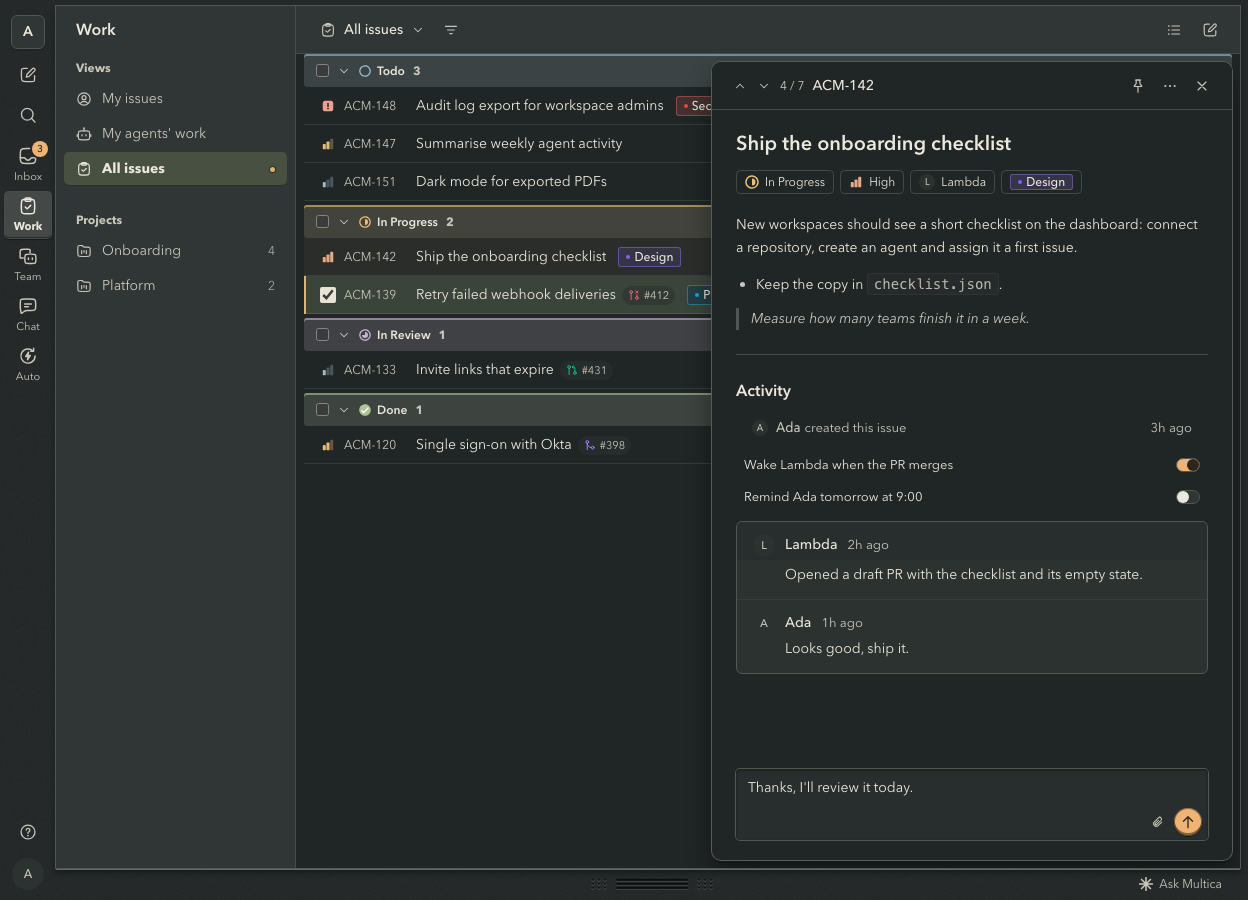 A
Work
Views
My issues
My agents' work
All issues
Projects
Onboarding 4
Platform 2
3
Inbox
Work
Team
Chat
Auto
A
All issues
Todo 3
ACM-148 Audit log export for workspace admins Sec
ACM-147 Summarise weekly agent activity
ACM-151 Dark mode for exported PDFs
In Progress 2
ACM-142 Ship the onboarding checklist Design
ACM-139 Retry failed webhook deliveries #412 P
In Review 1
ACM-133 Invite links that expire #431
Done 1
ACM-120 Single sign-on with Okta #398
4 / 7 ACM-142
Ship the onboarding checklist
In Progress High L Lambda Design
New workspaces should see a short checklist on the dashboard: connect
a repository, create an agent and assign it a first issue.
• Keep the copy in checklist.json.
Measure how many teams finish it in a week.
Activity
A Ada created this issue 3h ago
Wake Lambda when the PR merges
Remind Ada tomorrow at 9:00
L Lambda 2h ago
Opened a draft PR with the checklist and its empty state.
A Ada 1h ago
Looks good, ship it.
Thanks, I'll review it today.
Ask Multica